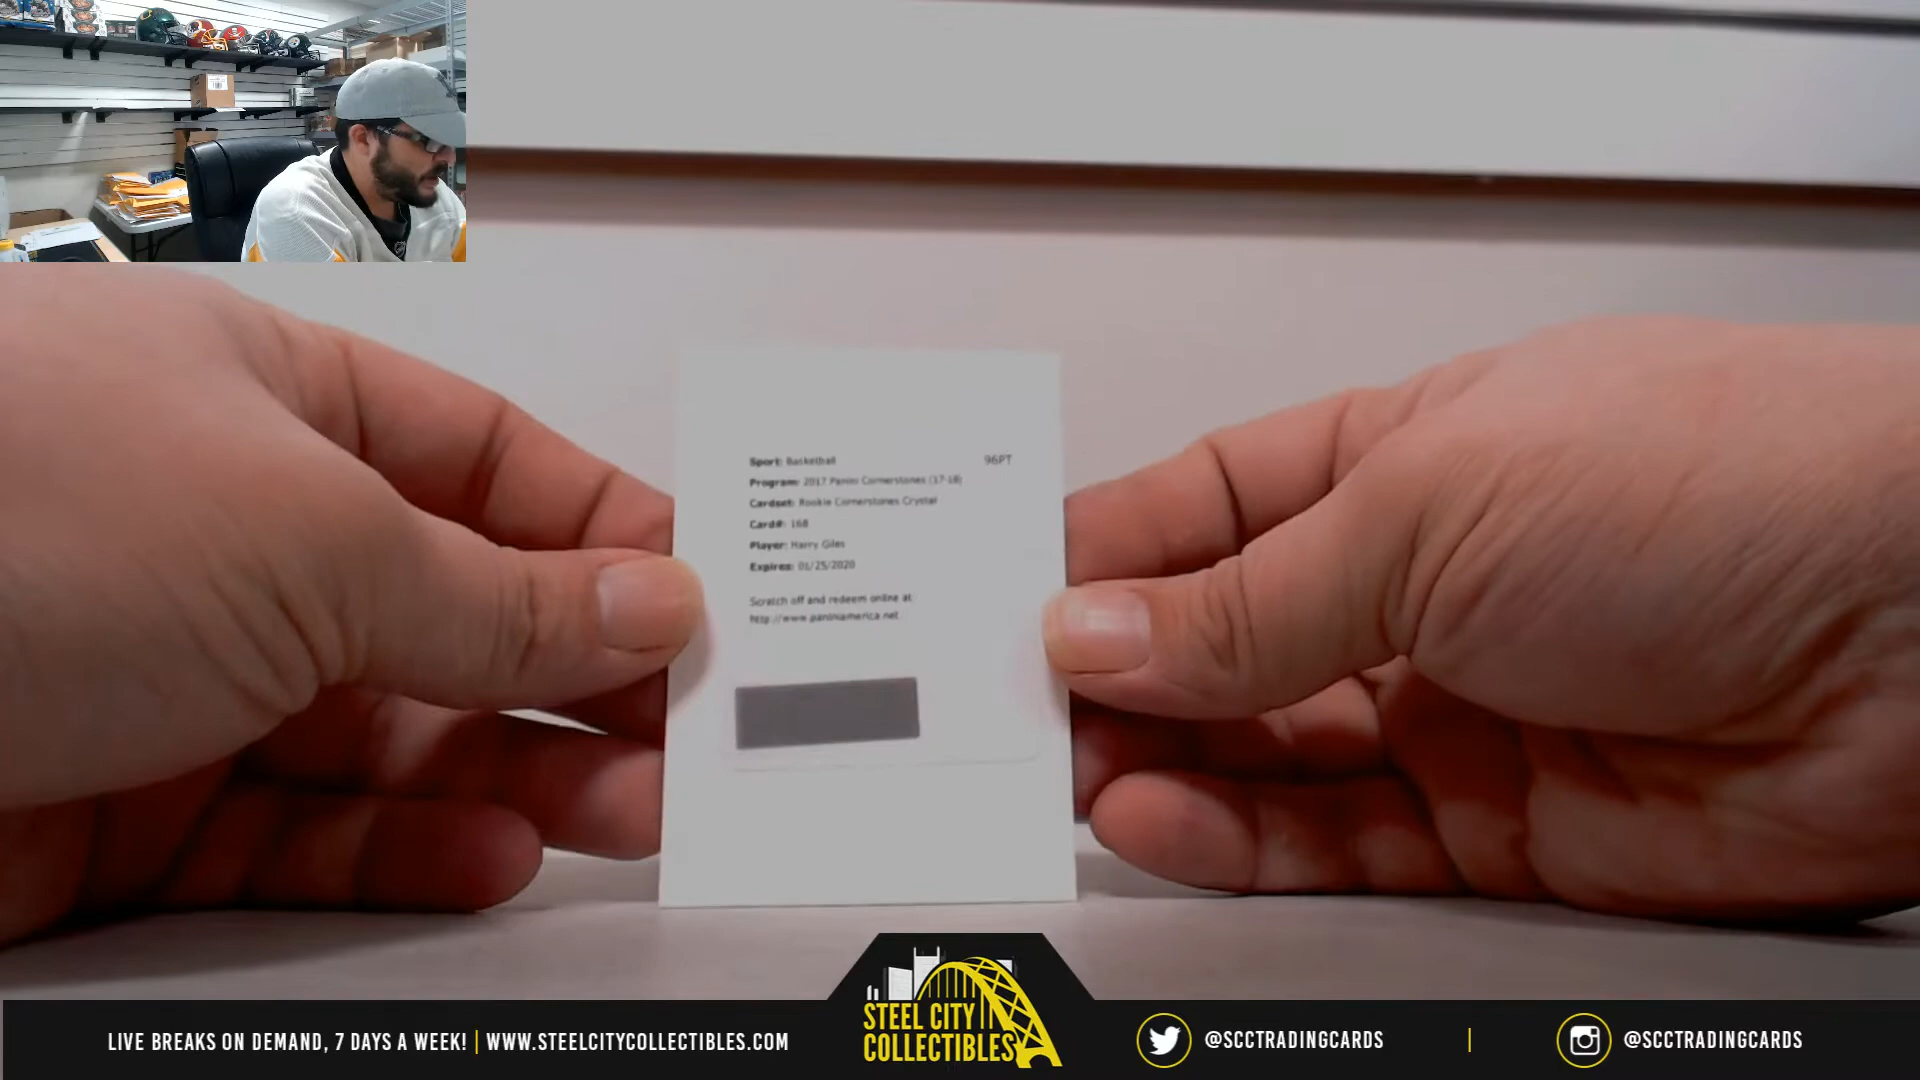 Sport: Basketball 96PT
Program: 2017 Panini Cornerstones (17-18)
Cardset: Rookie Cornerstones Crystal
Card#: 168
Player: Harry Giles
Expires: 01/25/2020
Scratch off and redeem online at:
http://www.paniniamerica.net
LIVE BREAKS ON DEMAND, 7 DAYS A WEEK! | WWW.STEELCITYCOLLECTIBLES.COM
STEEL CITY
COLLECTIBLES
@SCCTRADINGCARDS | @SCCTRADINGCARDS